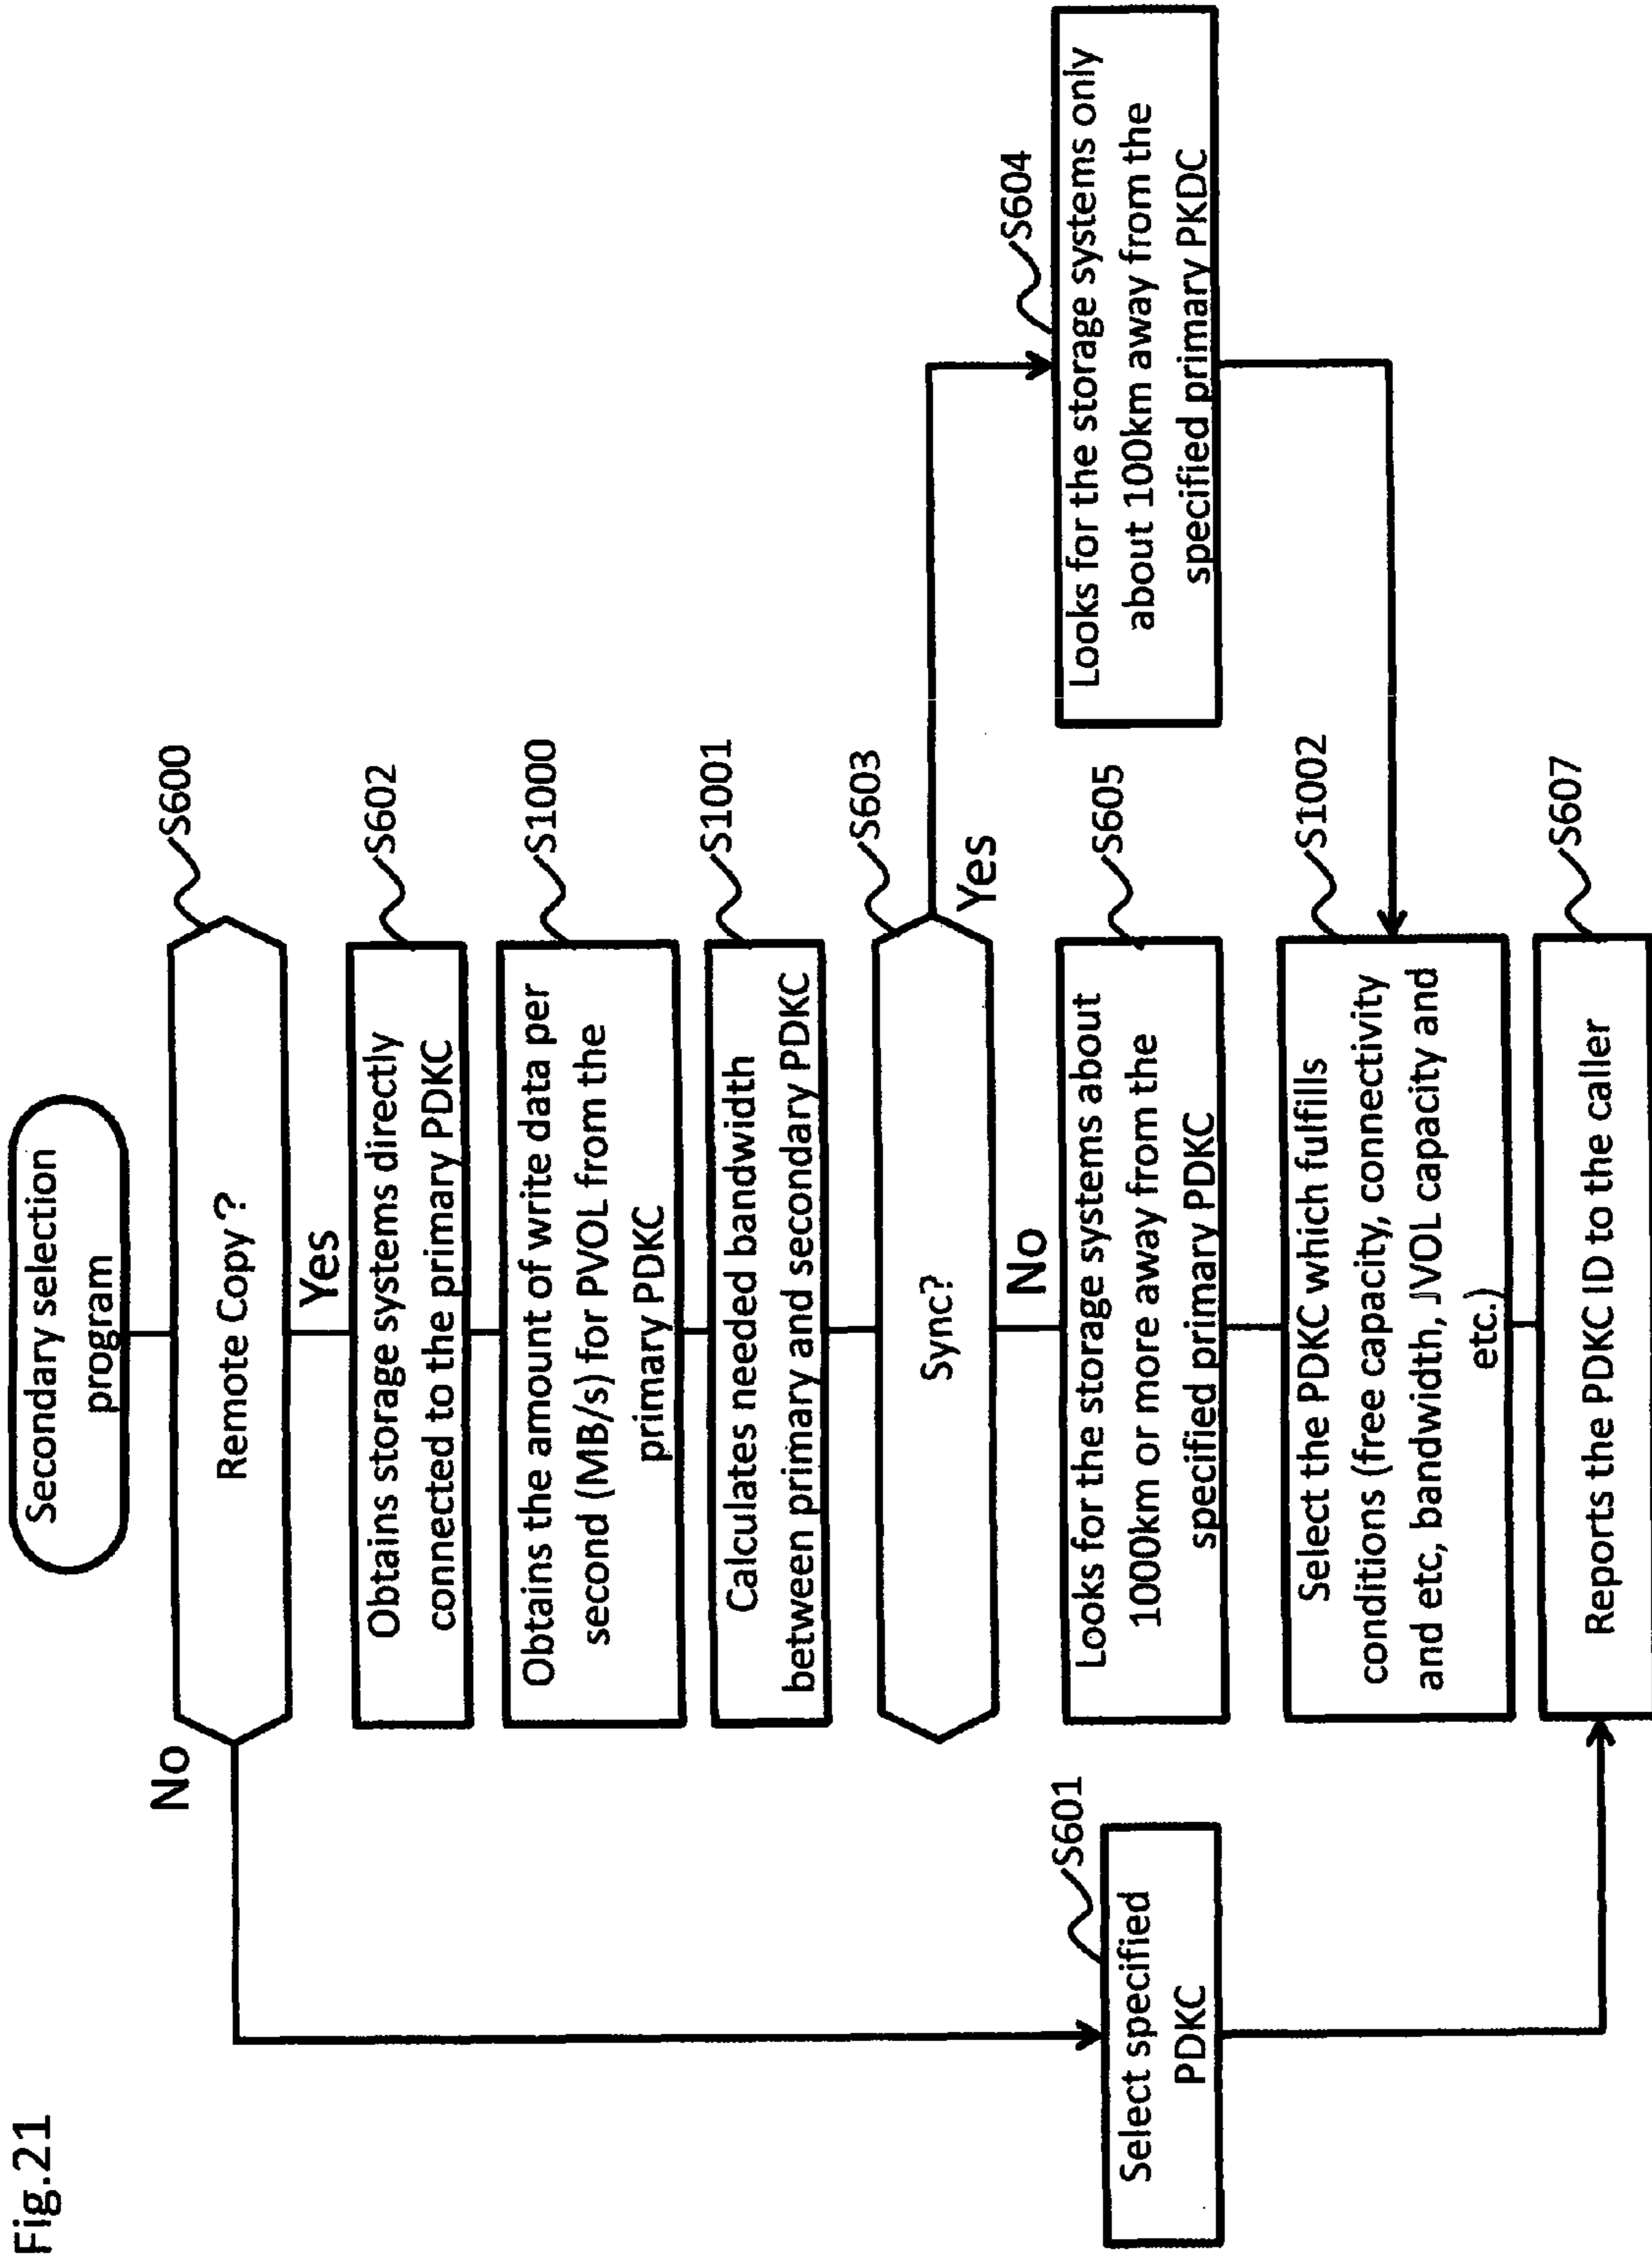 Fig.21
Secondary selection
program
Remote Copy?
S600
No
Yes
Obtains storage systems directly
connected to the primary PDKC
S602
Obtains the amount of write data per
second (MB/s) for PVOL from the
primary PDKC
S1000
Calculates needed bandwidth
between primary and secondary PDKC
S1001
Sync?
S603
Yes
No
Looks for the storage systems only
about 100km away from the
specified primary PKDC
S604
Select specified
PDKC
S601
Looks for the storage systems about
1000km or more away from the
specified primary PDKC
S605
Select the PDKC which fulfills
conditions (free capacity, connectivity
and etc, bandwidth, JVOL capacity and
etc.)
S1002
Reports the PDKC ID to the caller
S607